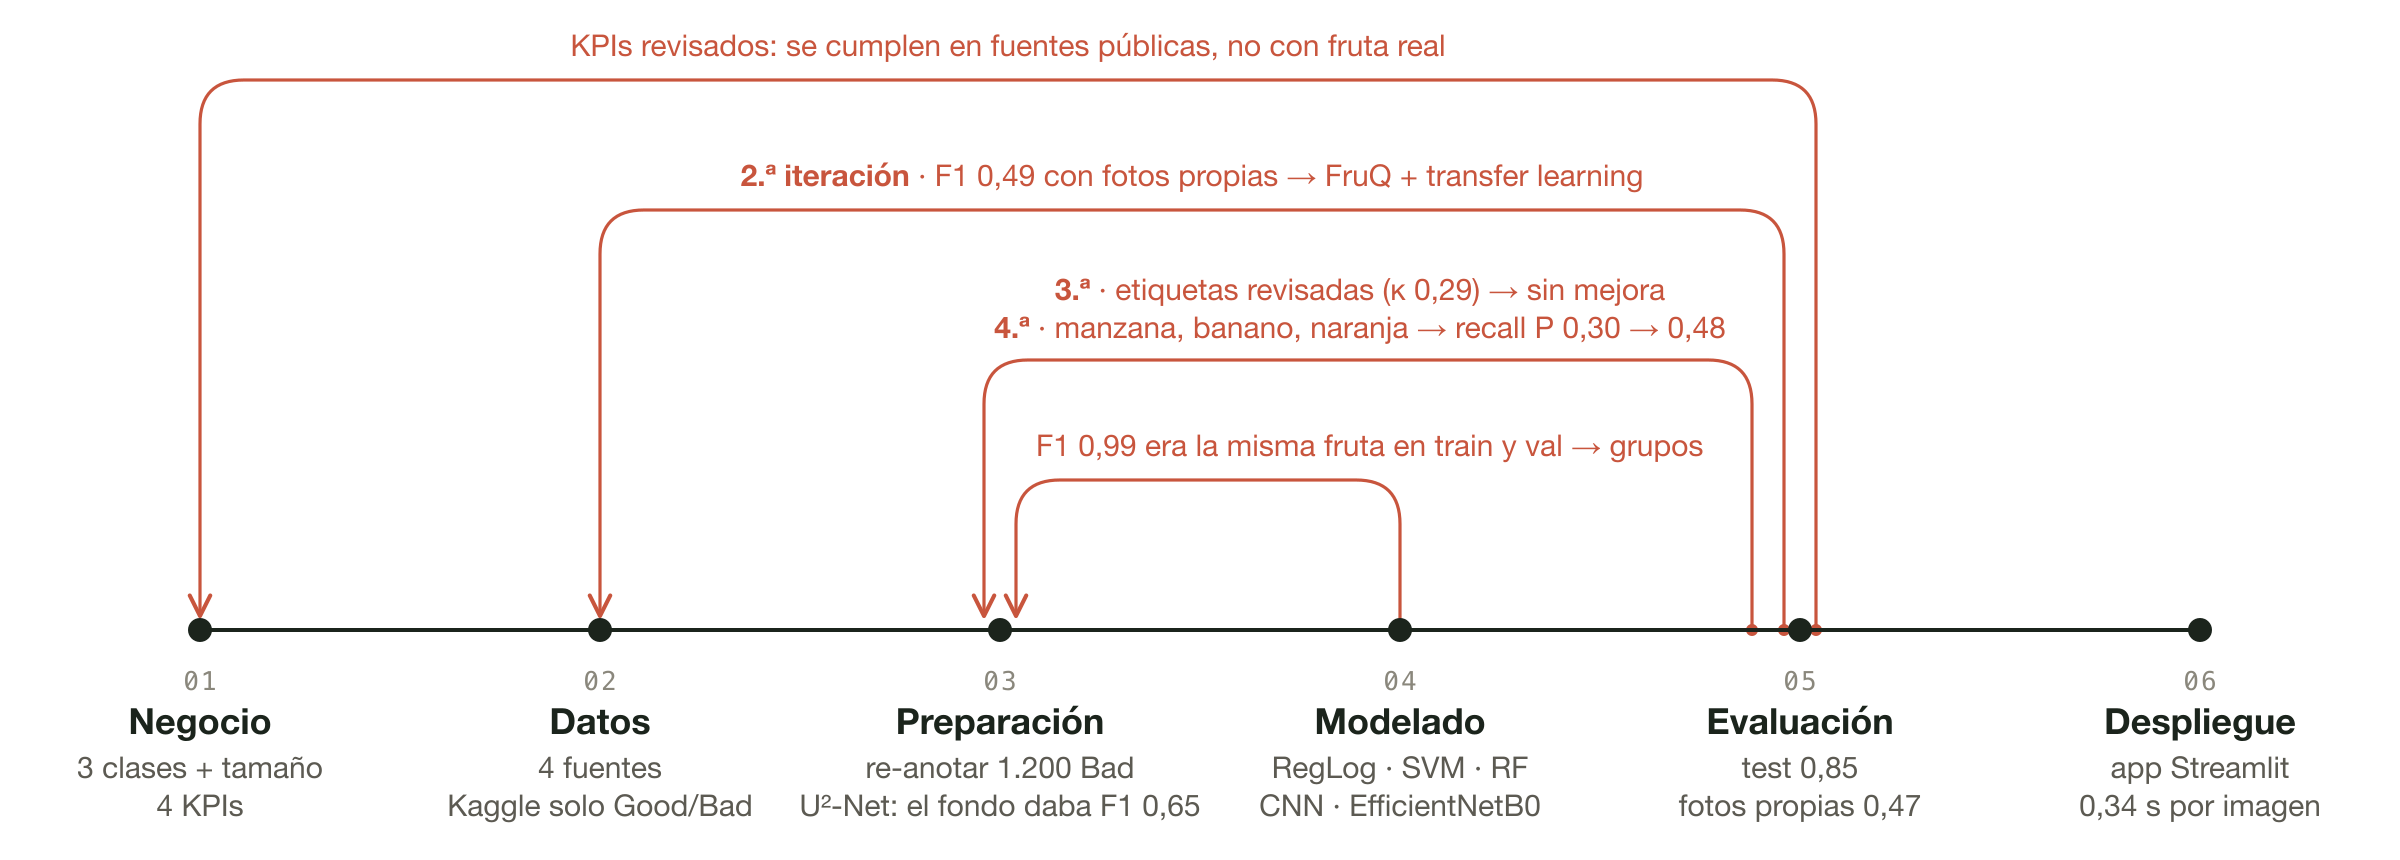 KPIs revisados: se cumplen en fuentes públicas, no con fruta real
2.ª iteración · F1 0,49 con fotos propias → FruQ + transfer learning
3.ª · etiquetas revisadas (κ 0,29) → sin mejora
4.ª · manzana, banano, naranja → recall P 0,30 → 0,48
F1 0,99 era la misma fruta en train y val → grupos
01
Negocio
3 clases + tamaño
4 KPIs
02
Datos
4 fuentes
Kaggle solo Good/Bad
03
Preparación
re-anotar 1.200 Bad
U²-Net: el fondo daba F1 0,65
04
Modelado
RegLog · SVM · RF
CNN · EfficientNetB0
05
Evaluación
test 0,85
fotos propias 0,47
06
Despliegue
app Streamlit
0,34 s por imagen